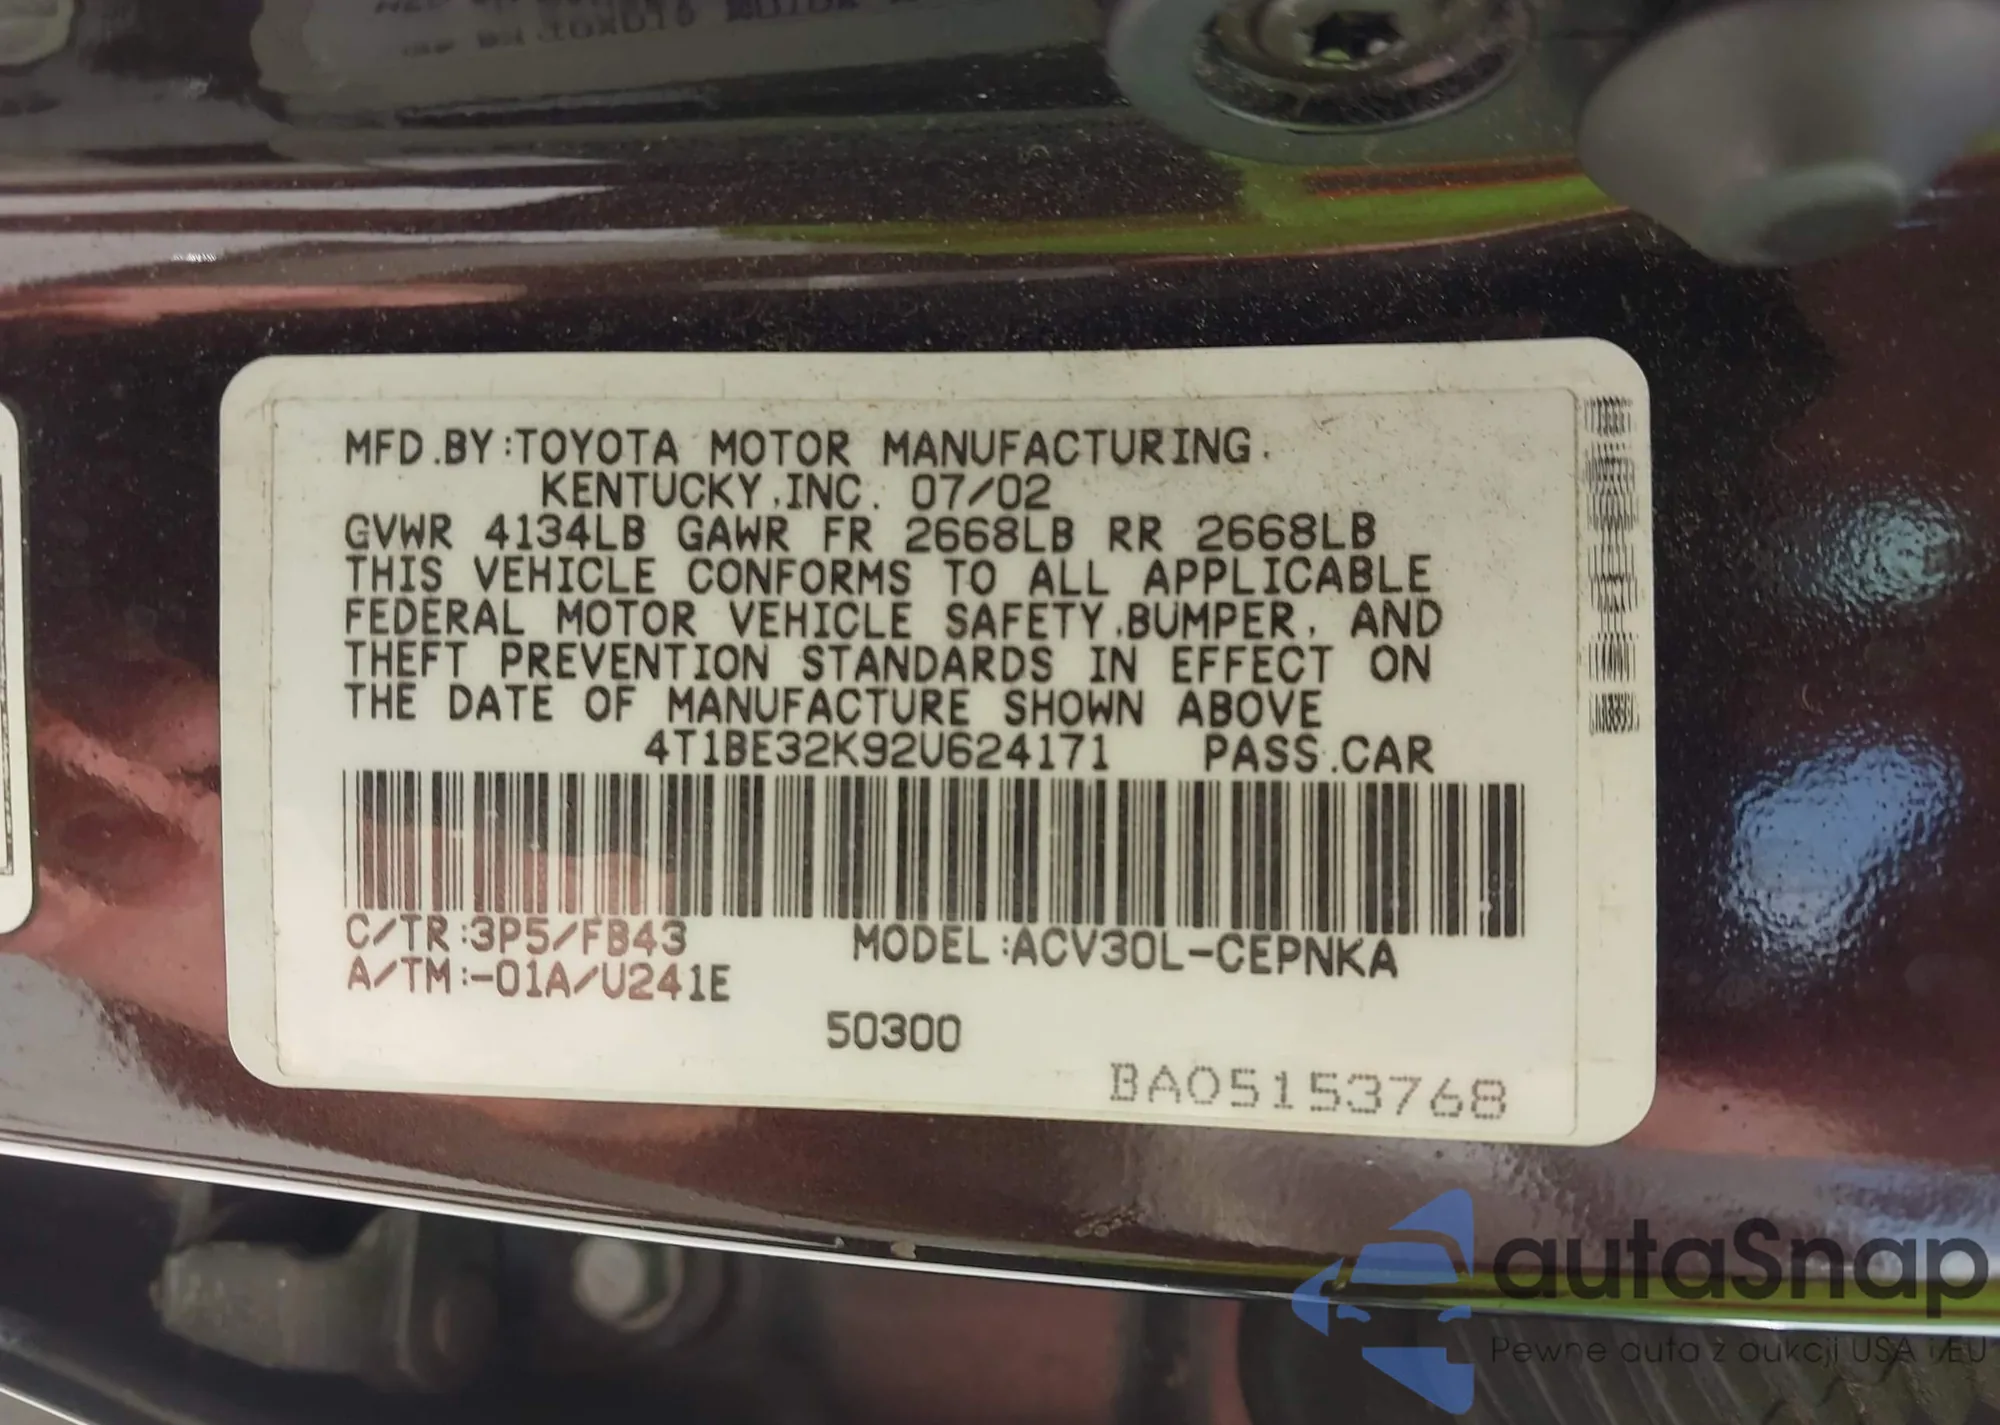 MFD.BY:TOYOTA MOTOR MANUFACTURING.
KENTUCKY,INC. 07/02
GVWR 4134LB GAWR FR 2668LB RR 2668LB
THIS VEHICLE CONFORMS TO ALL APPLICABLE
FEDERAL MOTOR VEHICLE SAFETY,BUMPER, AND
THEFT PREVENTION STANDARDS IN EFFECT ON
THE DATE OF MANUFACTURE SHOWN ABOVE
4T1BE32K92U624171 PASS.CAR
C/TR:3P5/FB43 MODEL:ACV30L-CEPNKA
A/TM:-01A/U241E
50300
BA05153768
autaSnap
Pewne auta z aukcji USA i EU